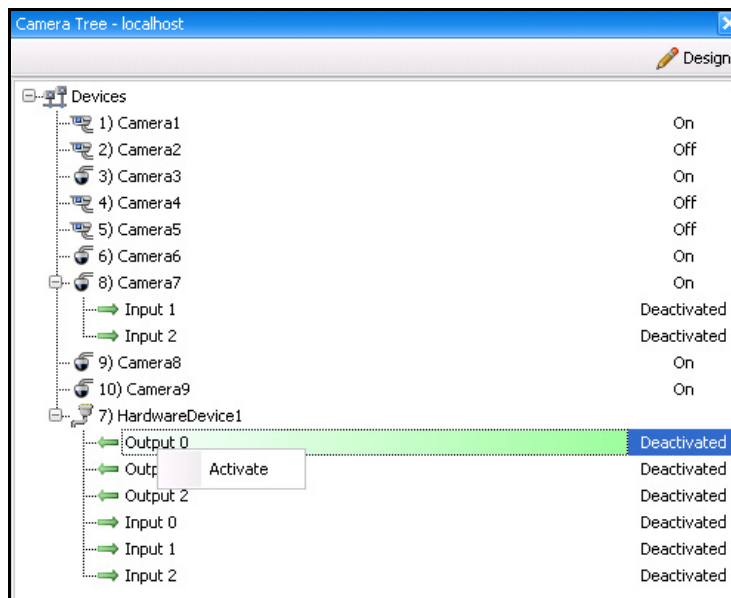 Camera Tree - localhost
Design
Devices
1) Camera1 On
2) Camera2 Off
3) Camera3 On
4) Camera4 Off
5) Camera5 Off
6) Camera6 On
8) Camera7 On
Input 1 Deactivated
Input 2 Deactivated
9) Camera8 On
10) Camera9 On
7) HardwareDevice1
Output 0 Deactivated
Activate
Deactivated
Output 2 Deactivated
Input 0 Deactivated
Input 1 Deactivated
Input 2 Deactivated